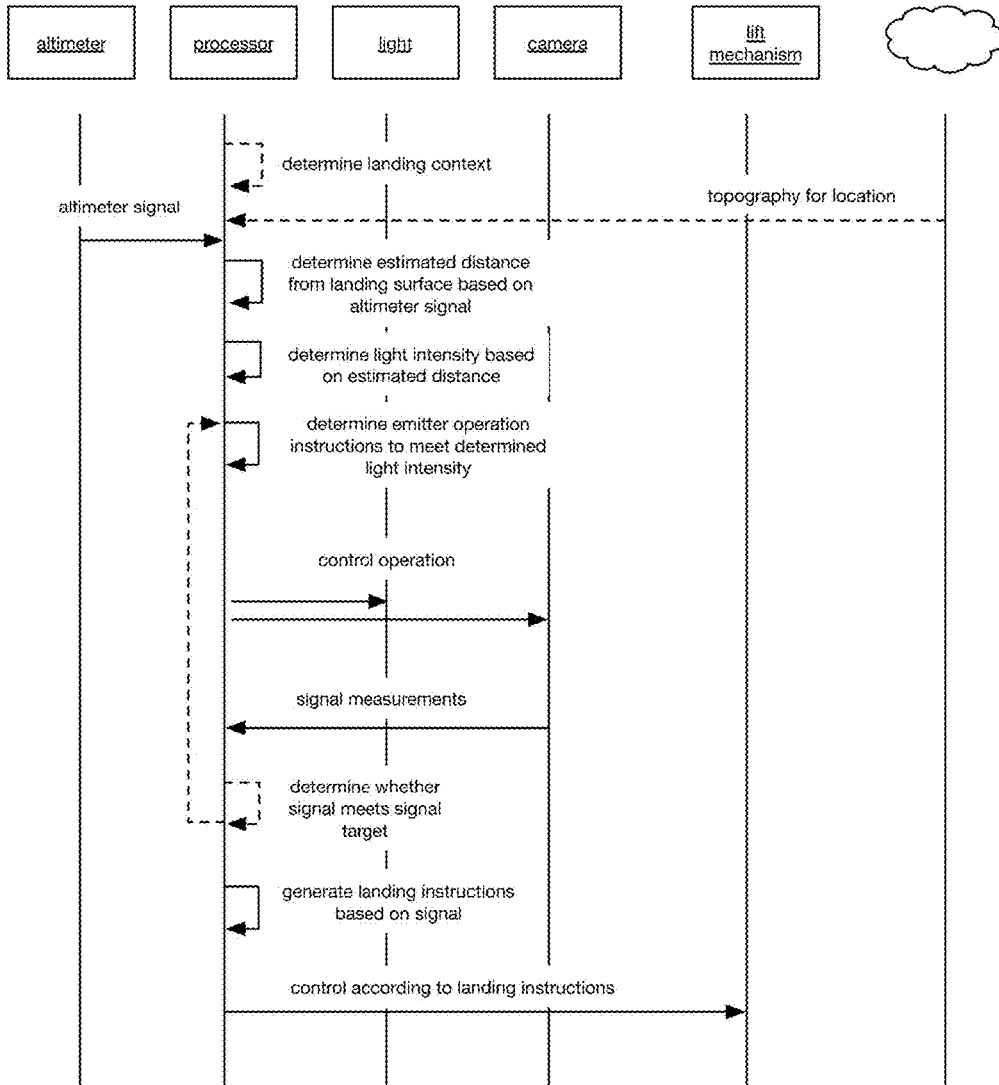 altimeter
processor
light
camera
lift
mechanism
determine landing context
topography for location
altimeter signal
determine estimated distance
from landing surface based on
altimeter signal
determine light intensity based
on estimated distance
determine emitter operation
instructions to meet determined
light intensity
control operation
signal measurements
determine whether
signal meets signal
target
generate landing instructions
based on signal
control according to landing instructions